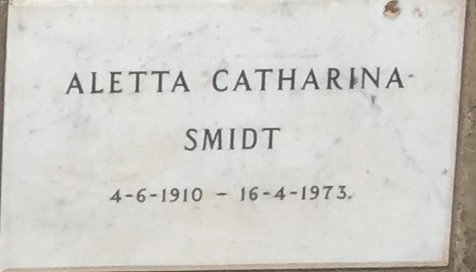 ALETTA CATHARINA
SMIDT
4-6-1910 - 16-4-1973.